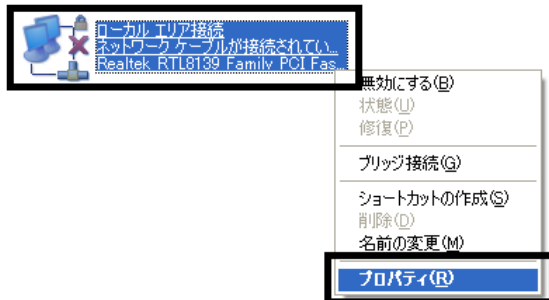 ローカル エリア接続
ネットワーク ケーブルが接続されてい...
Realtek RTL8139 Family PCI Fas...
無効にする(B)
状態(U)
修復(P)
ブリッジ接続(G)
ショートカットの作成(S)
削除(D)
名前の変更(M)
プロパティ(R)